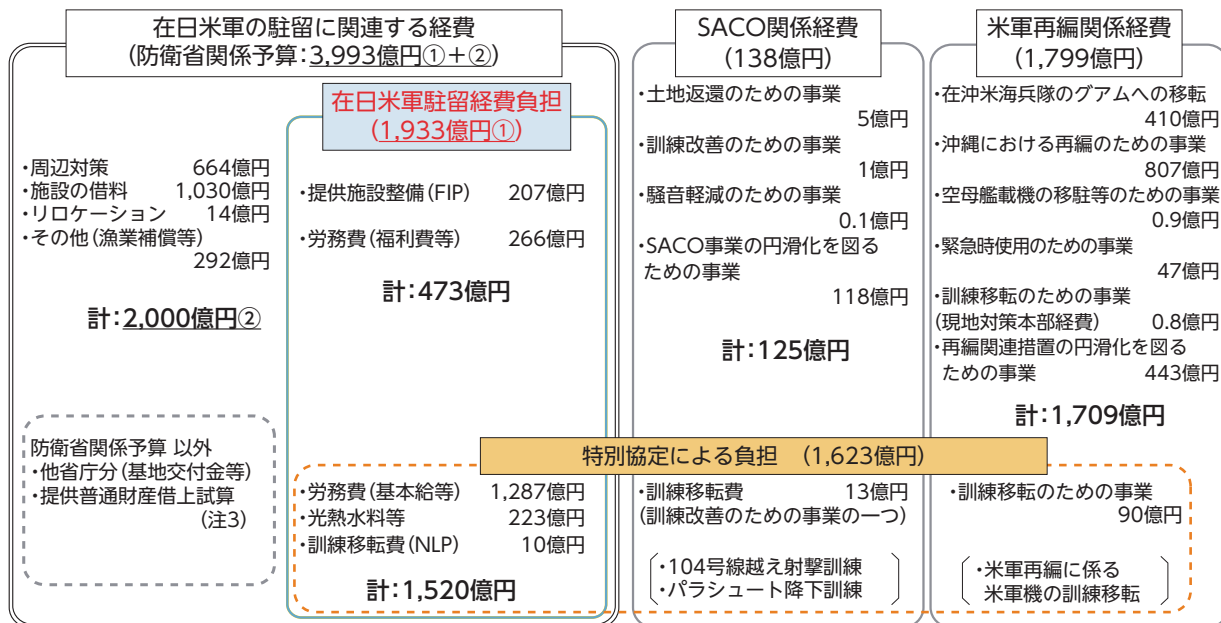 在日米軍の駐留に関連する経費
(防衛省関係予算:3,993億円①+②)
・周辺対策 664億円
・施設の借料 1,030億円
・リロケーション 14億円
・その他(漁業補償等)
292億円
計:2,000億円②
防衛省関係予算 以外
・他省庁分(基地交付金等)
・提供普通財産借上試算
(注3)
在日米軍駐留経費負担
(1,933億円①)
・提供施設整備(FIP) 207億円
・労務費(福利費等) 266億円
計:473億円
SACO関係経費
(138億円)
・土地返還のための事業
5億円
・訓練改善のための事業
1億円
・騒音軽減のための事業
0.1億円
・SACO事業の円滑化を図る
ための事業
118億円
計:125億円
米軍再編関係経費
(1,799億円)
・在沖米海兵隊のグアムへの移転
410億円
・沖縄における再編のための事業
807億円
・空母艦載機の移駐等のための事業
0.9億円
・緊急時使用のための事業
47億円
・訓練移転のための事業
(現地対策本部経費) 0.8億円
・再編関連措置の円滑化を図る
ための事業 443億円
計:1,709億円
特別協定による負担 (1,623億円)
・労務費(基本給等) 1,287億円
・光熱水料等 223億円
・訓練移転費(NLP) 10億円
計:1,520億円
・訓練移転費 13億円
(訓練改善のための事業の一つ)
・104号線越え射撃訓練
・パラシュート降下訓練
・訓練移転のための事業
90億円
・米軍再編に係る
米軍機の訓練移転